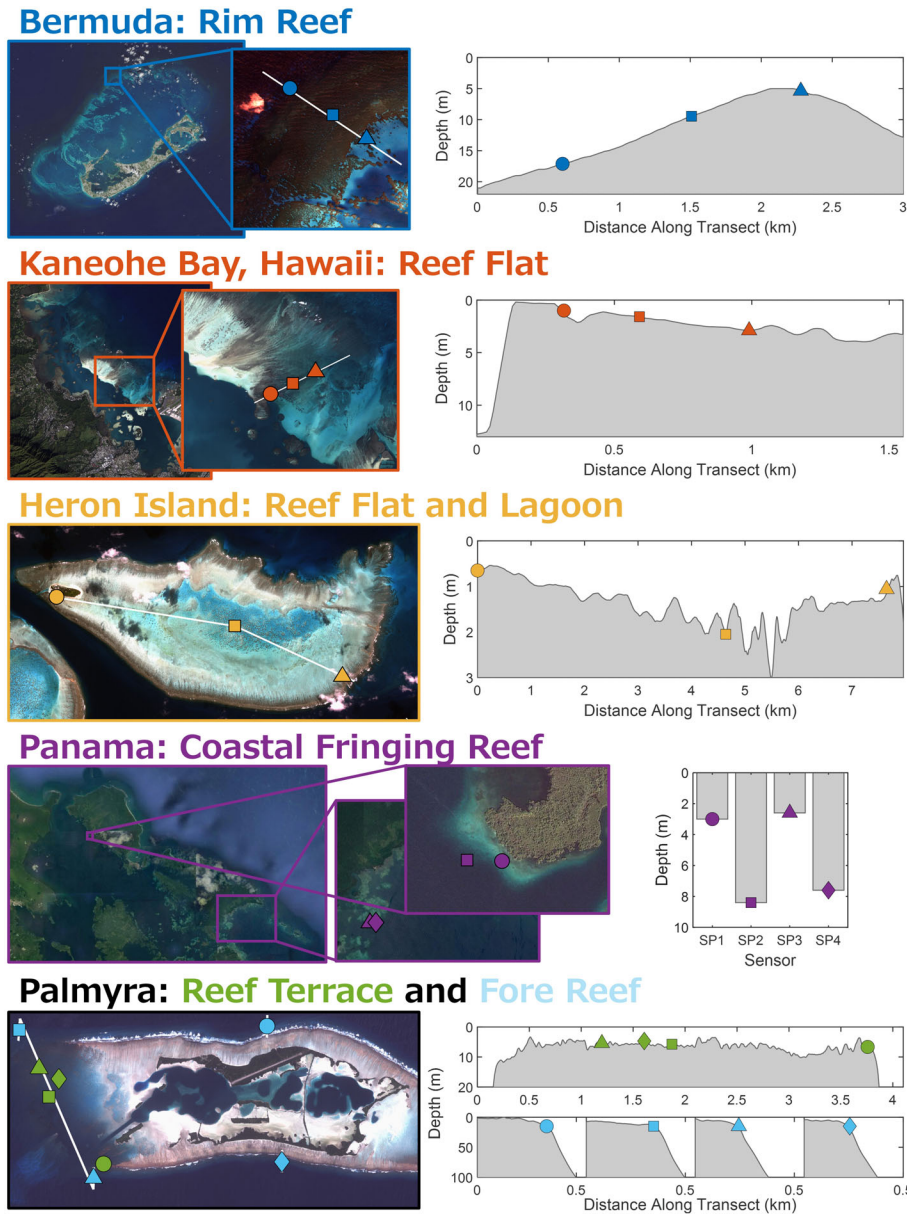 Bermuda: Rim Reef
0
5
10
15
20
Depth (m)
0 0.5 1 1.5 2 2.5 3
Distance Along Transect (km)
Kaneohe Bay, Hawaii: Reef Flat
0
5
10
Depth (m)
0 0.5 1 1.5
Distance Along Transect (km)
Heron Island: Reef Flat and Lagoon
0
1
2
3
Depth (m)
0 1 2 3 4 5 6 7
Distance Along Transect (km)
Panama: Coastal Fringing Reef
0
2
4
6
8
10
Depth (m)
SP1 SP2 SP3 SP4
Sensor
Palmyra: Reef Terrace and Fore Reef
0
10
20
0 0.5 1 1.5 2 2.5 3 3.5 4
Depth (m)
0
50
100
0 0.5 0.5 0.5 0.5
Distance Along Transect (km)